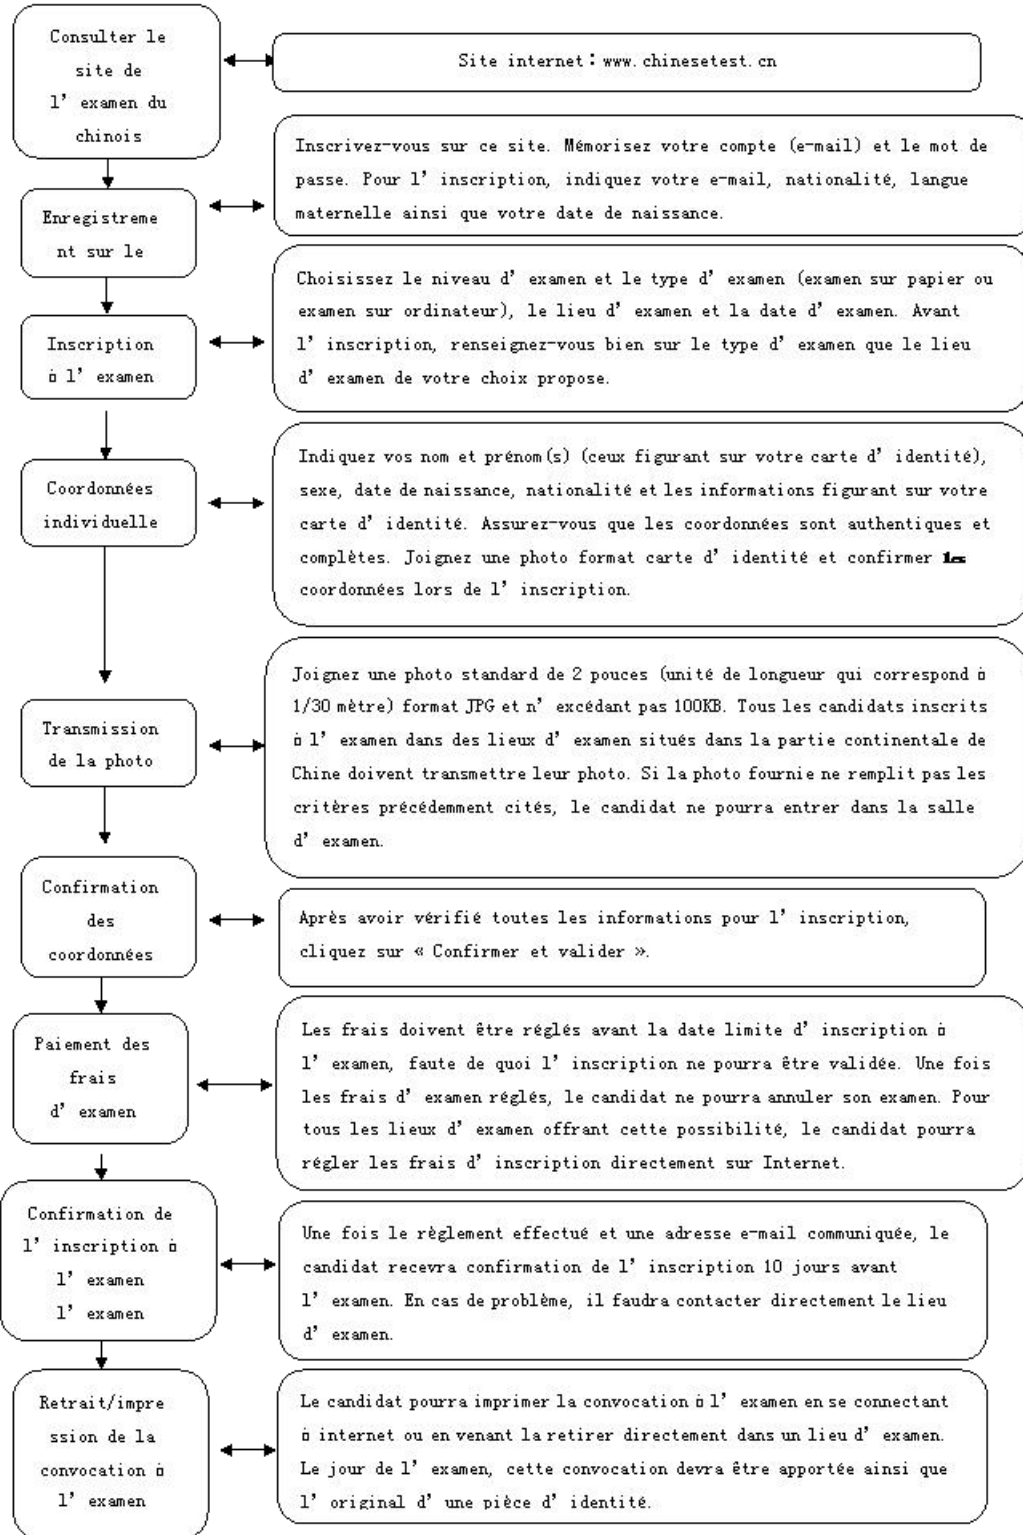 Consulter le
site de
l'examen du
chinois
Site internet：www.chinesetest.cn
Enregistreme
nt sur le
Inscrivez-vous sur ce site. Mémorisez votre compte (e-mail) et le mot de
passe. Pour l'inscription, indiquez votre e-mail, nationalité, langue
maternelle ainsi que votre date de naissance.
Inscription
à l'examen
Choisissez le niveau d'examen et le type d'examen (examen sur papier ou
examen sur ordinateur), le lieu d'examen et la date d'examen. Avant
l'inscription, renseignez-vous bien sur le type d'examen que le lieu
d'examen de votre choix propose.
Coordonnées
individuelle
Indiquez vos nom et prénom(s) (ceux figurant sur votre carte d'identité),
sexe, date de naissance, nationalité et les informations figurant sur votre
carte d'identité. Assurez-vous que les coordonnées sont authentiques et
complètes. Joignez une photo format carte d'identité et confirmer les
coordonnées lors de l'inscription.
Transmission
de la photo
Joignez une photo standard de 2 pouces (unité de longueur qui correspond à
1/30 mètre) format JPG et n'excédant pas 100KB. Tous les candidats inscrits
à l'examen dans des lieux d'examen situés dans la partie continentale de
Chine doivent transmettre leur photo. Si la photo fournie ne remplit pas les
critères précédemment cités, le candidat ne pourra entrer dans la salle
d'examen.
Confirmation
des
coordonnées
Après avoir vérifié toutes les informations pour l'inscription,
cliquez sur « Confirmer et valider ».
Paiement des
frais
d'examen
Les frais doivent être réglés avant la date limite d'inscription à
l'examen, faute de quoi l'inscription ne pourra être validée. Une fois
les frais d'examen réglés, le candidat ne pourra annuler son examen. Pour
tous les lieux d'examen offrant cette possibilité, le candidat pourra
régler les frais d'inscription directement sur Internet.
Confirmation de
l'inscription à
l'examen
l'examen
Une fois le règlement effectué et une adresse e-mail communiquée, le
candidat recevra confirmation de l'inscription 10 jours avant
l'examen. En cas de problème, il faudra contacter directement le lieu
d'examen.
Retrait/impre
ssion de la
convocation à
l'examen
Le candidat pourra imprimer la convocation à l'examen en se connectant
à internet ou en venant la retirer directement dans un lieu d'examen.
Le jour de l'examen, cette convocation devra être apportée ainsi que
l'original d'une pièce d'identité.